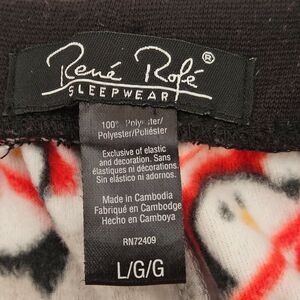 René Rofé ®
SLEEPWEAR
100% Polyester/
Polyester/Poliéster
Exclusive of elastic
and decoration. Sans
élastiques ni décorations.
Sin elástico ni adornos.
Made in Cambodia
Fabriqué en Cambodge
Hecho en Camboya
RN72409
L/G/G